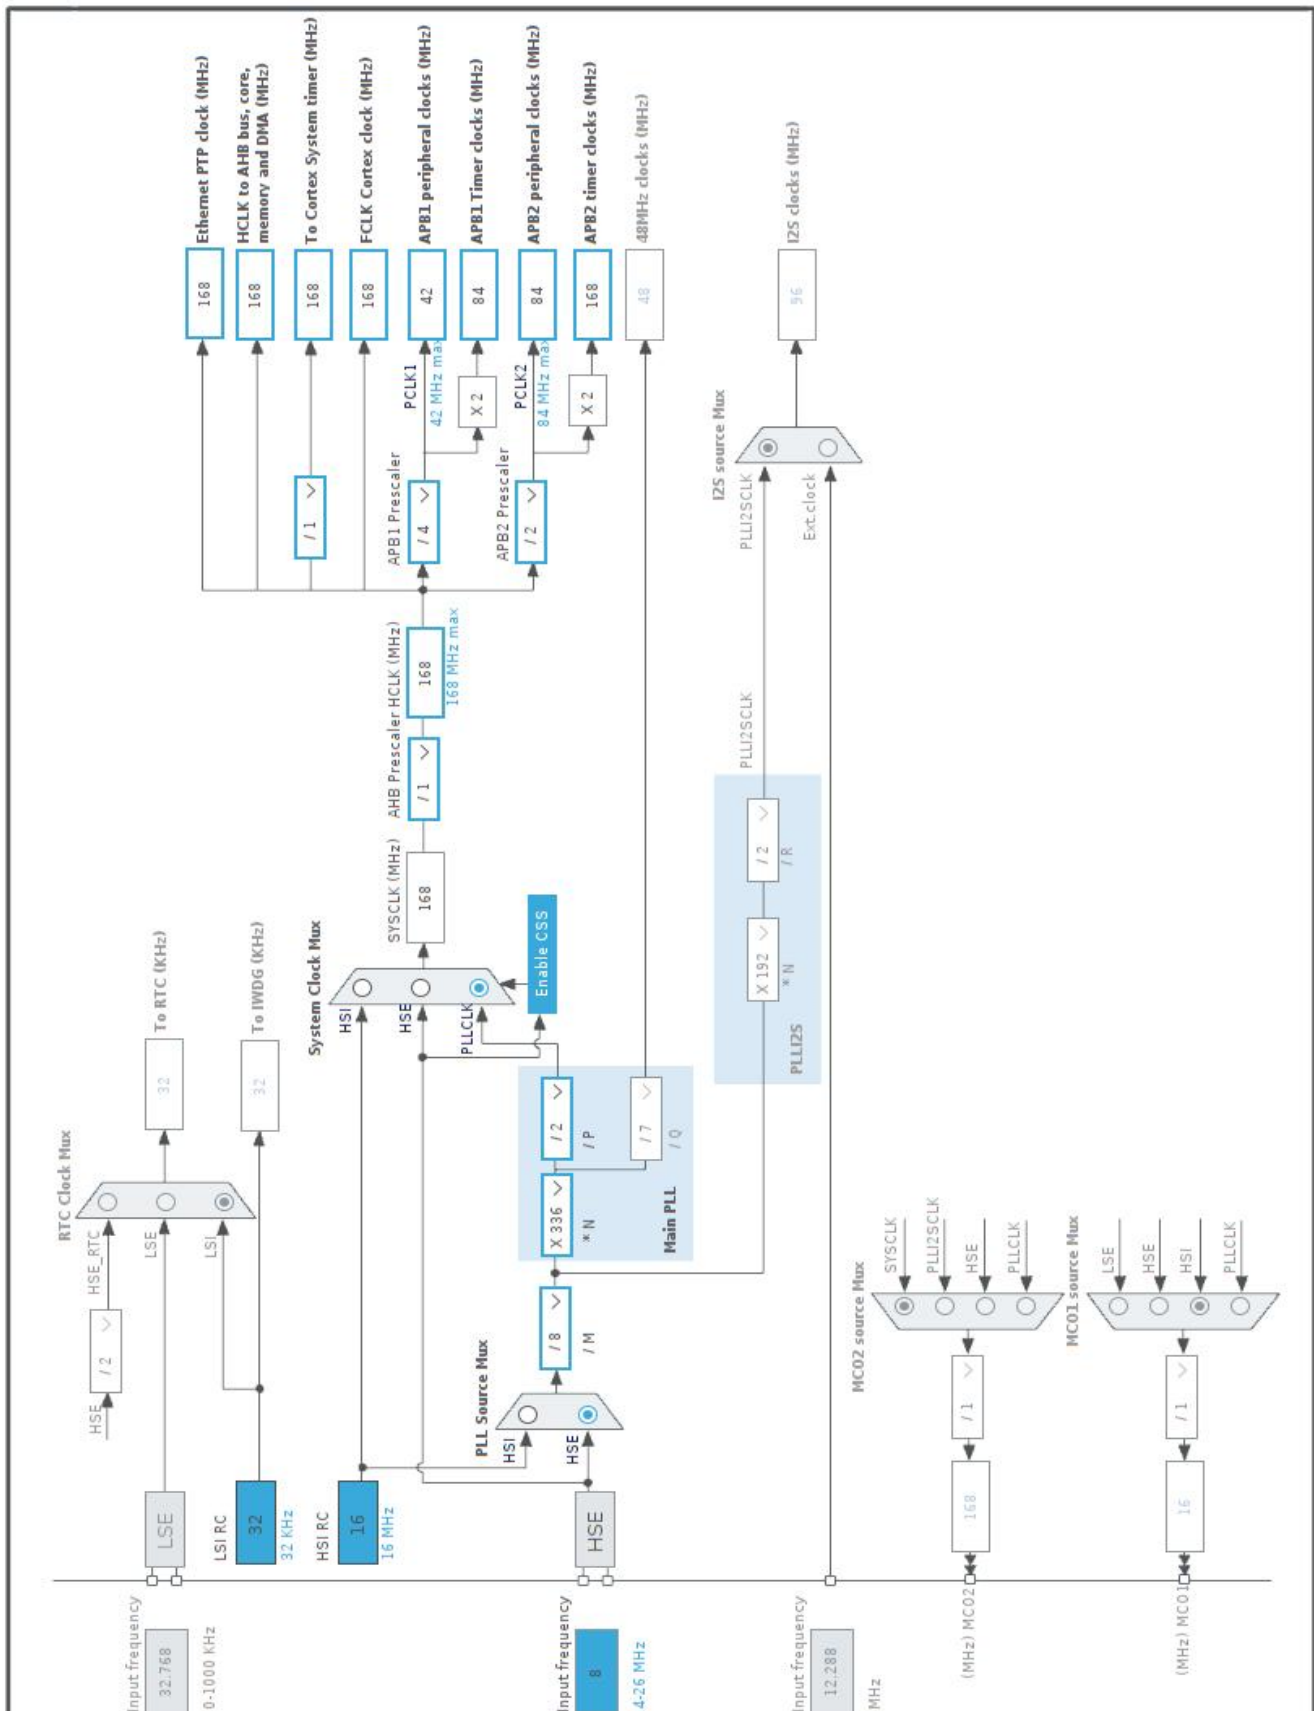 Input frequency
32.768
0-1000 KHz
LSE
LSI RC
32
32 KHz
HSI RC
16
16 MHz
Input frequency
8
4-26 MHz
HSE
Input frequency
12.288
MHz
HSE
/ 2
HSE_RTC
LSE
LSI
RTC Clock Mux
32
To RTC (KHz)
32
To IWDG (KHz)
PLL Source Mux
HSI
HSE
/ 8
/ M
X 336
* N
/ 2
/ P
/ 7
/ Q
Main PLL
System Clock Mux
HSI
HSE
PLLCLK
Enable CSS
SYSCLK (MHz)
168
AHB Prescaler
/ 1
HCLK (MHz)
168
168 MHz max
/ 1
APB1 Prescaler
/ 4
PCLK1
42 MHz max
X 2
APB2 Prescaler
/ 2
PCLK2
84 MHz max
X 2
168
Ethernet PTP clock (MHz)
168
HCLK to AHB bus, core,
memory and DMA (MHz)
168
To Cortex System timer (MHz)
168
FCLK Cortex clock (MHz)
42
APB1 peripheral clocks (MHz)
84
APB1 Timer clocks (MHz)
84
APB2 peripheral clocks (MHz)
168
APB2 timer clocks (MHz)
48
48MHz clocks (MHz)
PLLI2S
X 192
* N
/ 2
/ R
PLLI2SCLK
PLLI2SCLK
Ext.clock
I2S source Mux
96
I2S clocks (MHz)
MCO2 source Mux
SYSCLK
PLLI2SCLK
HSE
PLLCLK
/ 1
168
(MHz) MCO2
MCO1 source Mux
LSE
HSE
HSI
PLLCLK
/ 1
16
(MHz) MCO1